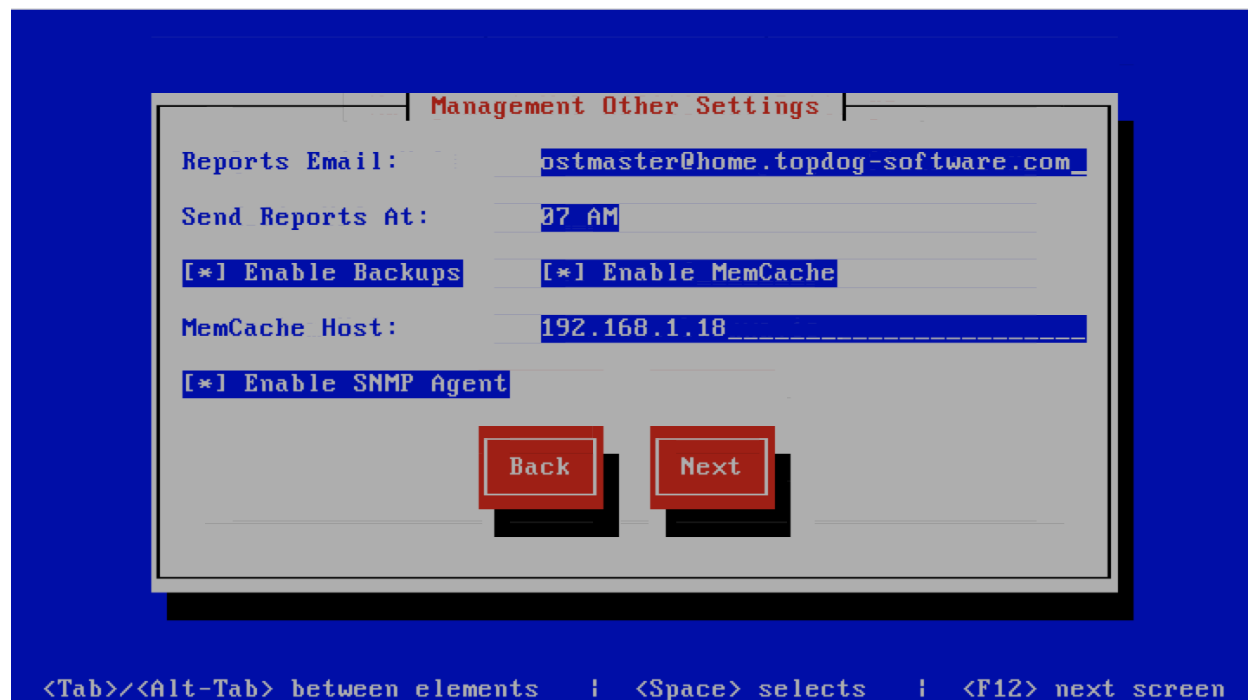 Management Other Settings
Reports Email: ostmaster@home.topdog-software.com_
Send Reports At: 07 AM
[*] Enable Backups [*] Enable MemCache
MemCache Host: 192.168.1.18_______________________
[*] Enable SNMP Agent
Back Next
<Tab>/<Alt-Tab> between elements | <Space> selects | <F12> next screen